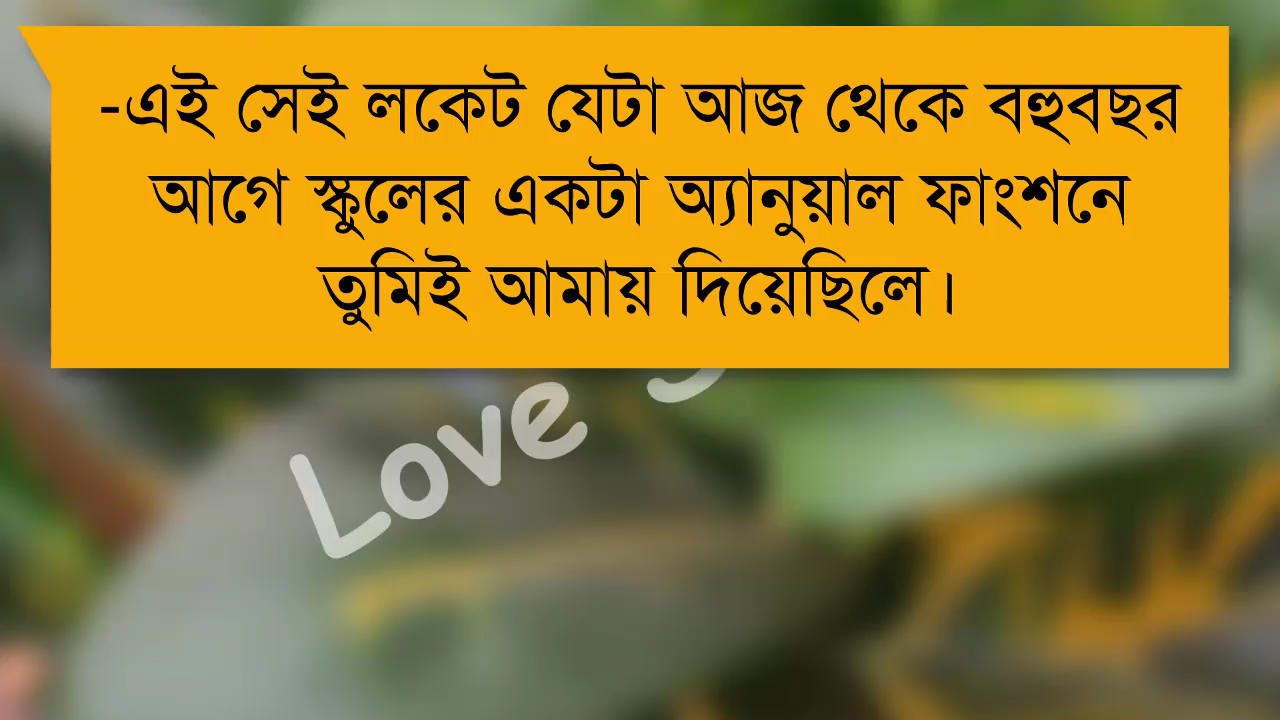 -এই সেই লকেট যেটা আজ থেকে বহুবছর
আগে স্কুলের একটা অ্যানুয়াল ফাংশনে
তুমিই আমায় দিয়েছিলে।
Love